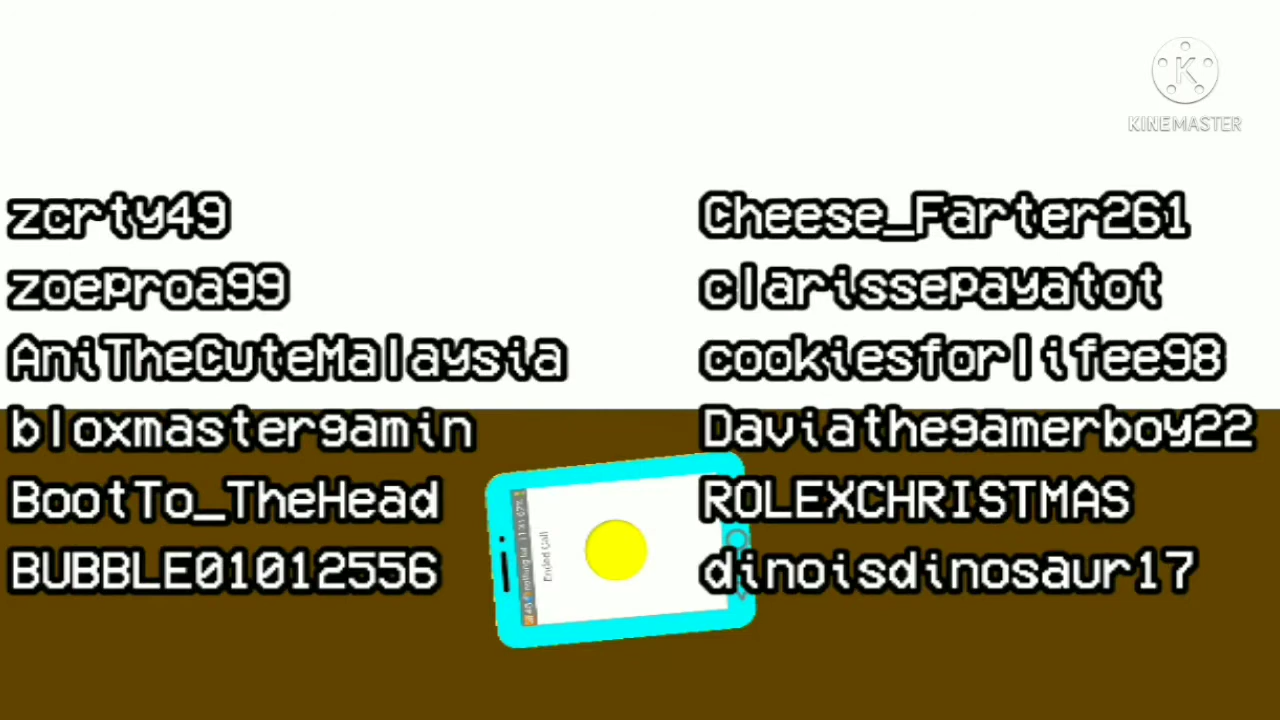 KINEMASTER
zcrty49
zoeproa99
AniTheCuteMalaysia
bloxmastergamin
BootTo_TheHead
BUBBLE01012556
Cheese_Farter261
clarissepayatot
cookiesforlifee98
Daviathegamerboy22
ROLEXCHRISTMAS
dinoisdinosaur17
Ended Call